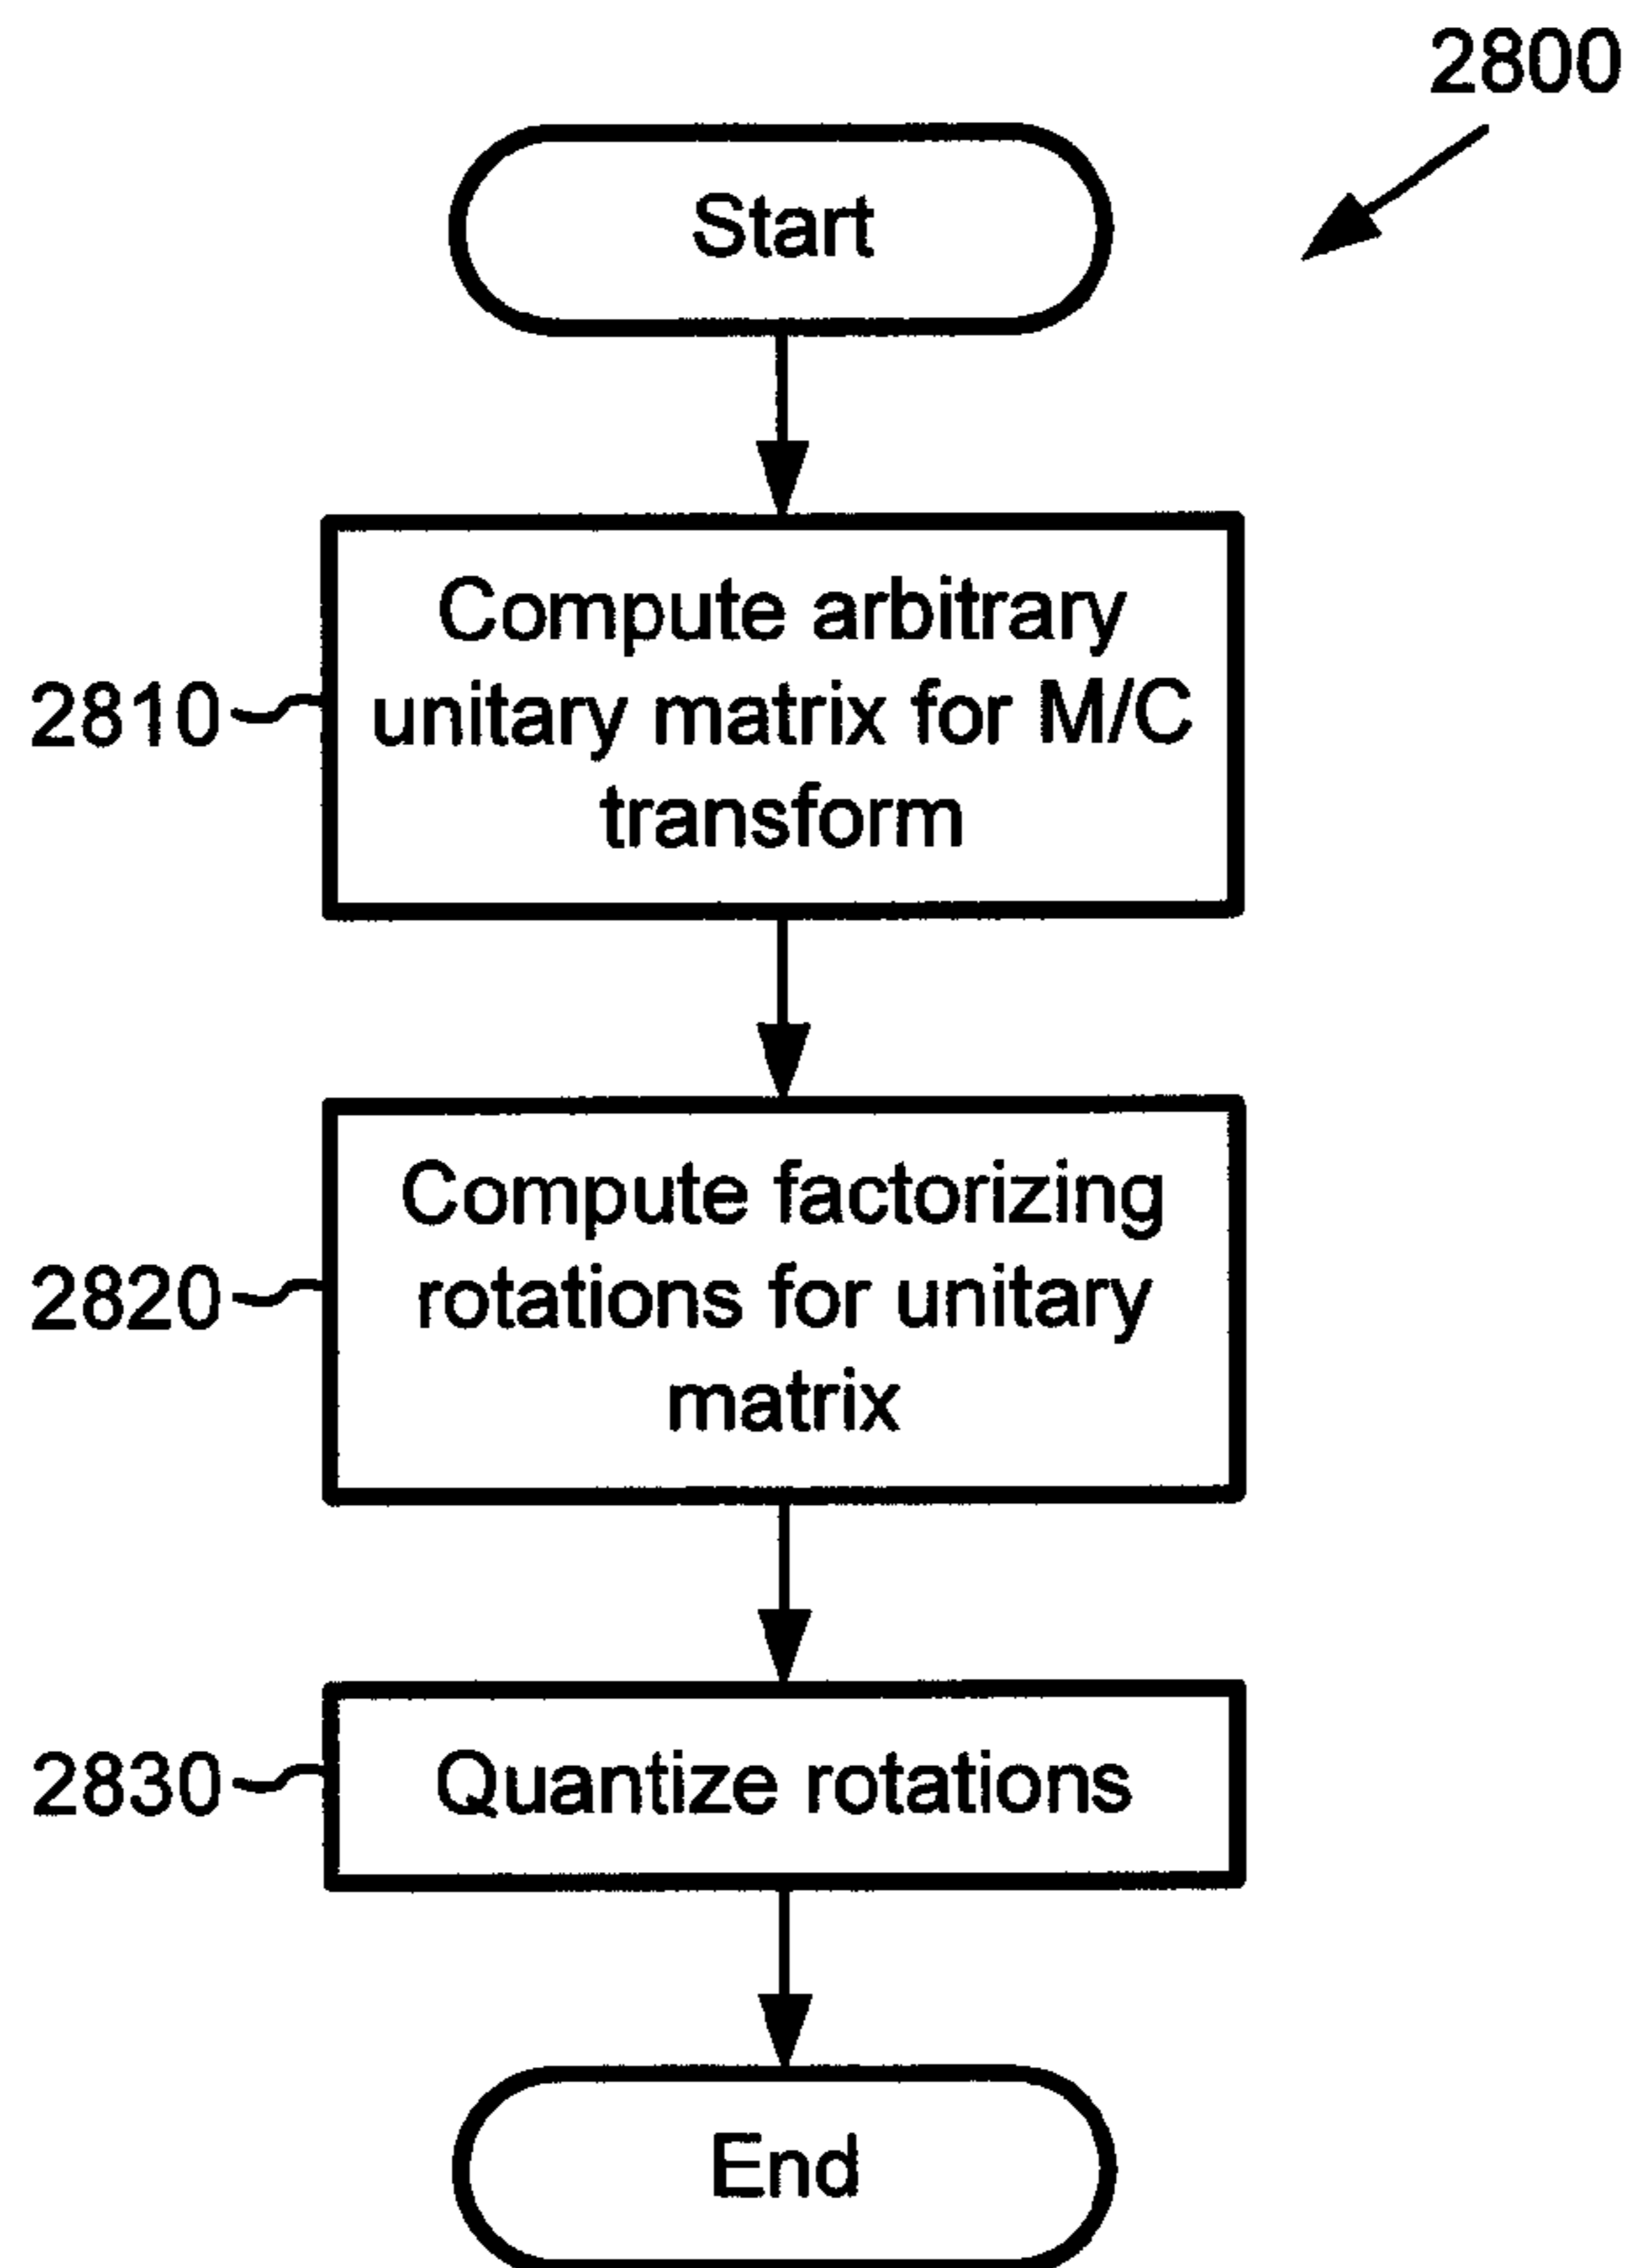 2800
Start
Compute arbitrary
unitary matrix for M/C
transform
2810
Compute factorizing
rotations for unitary
matrix
2820
Quantize rotations
2830
End